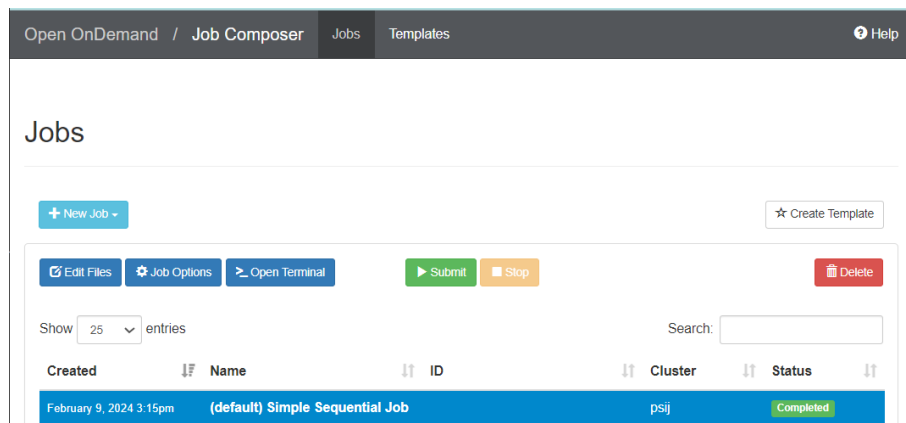 Open OnDemand / Job Composer Jobs Templates Help
Jobs
New Job
Create Template
Edit Files Job Options Open Terminal Submit Stop Delete
Show 25 entries Search:
Created Name ID Cluster Status
February 9, 2024 3:15pm (default) Simple Sequential Job psij Completed